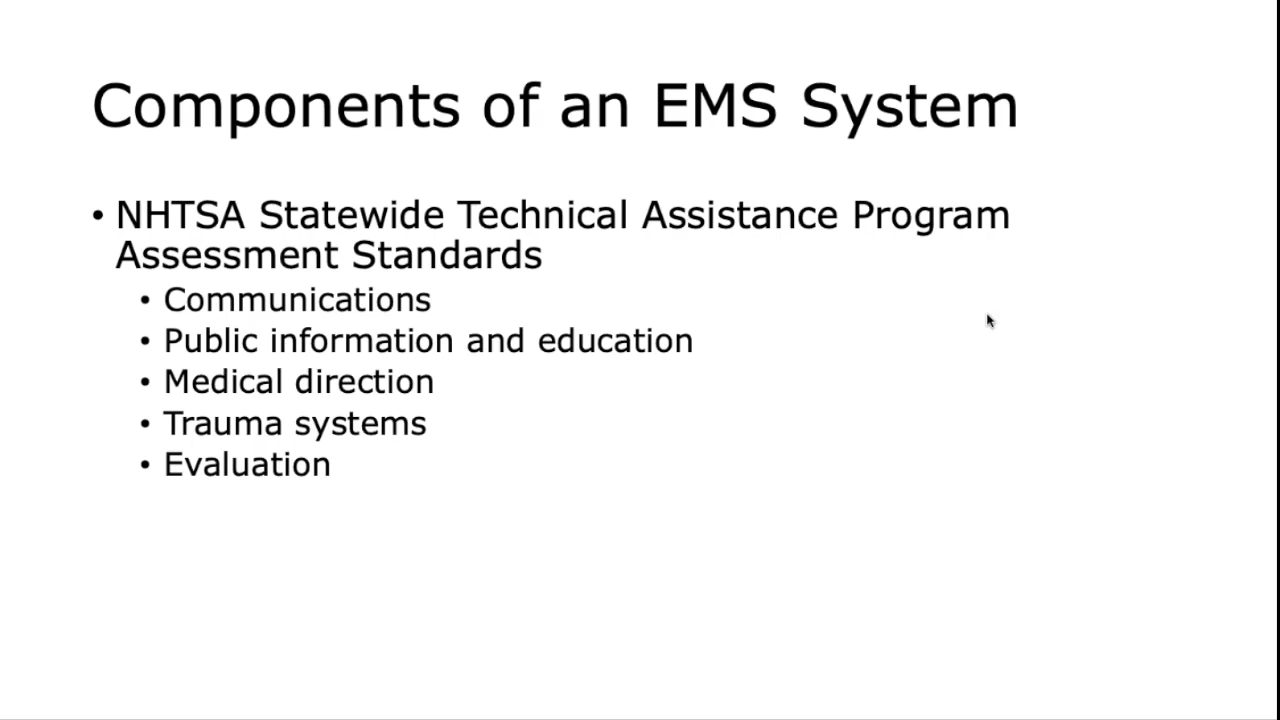 Components of an EMS System
• NHTSA Statewide Technical Assistance Program
Assessment Standards
• Communications
• Public information and education
• Medical direction
• Trauma systems
• Evaluation